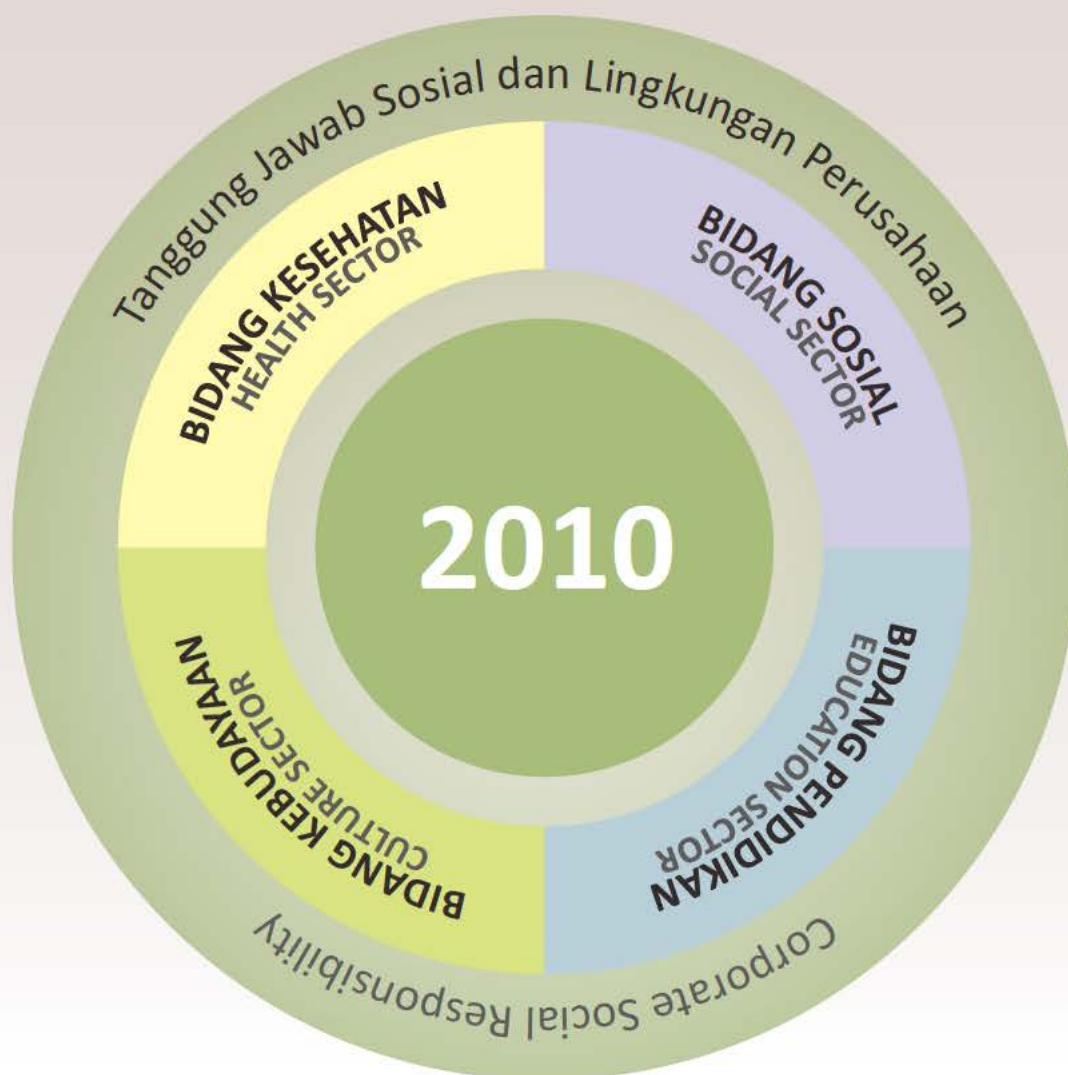 Tanggung Jawab Sosial dan Lingkungan Perusahaan
BIDANG KESEHATAN
HEALTH SECTOR
BIDANG SOSIAL
SOCIAL SECTOR
2010
BIDANG KEBUDAYAAN
CULTURE SECTOR
BIDANG PENDIDIKAN
EDUCATION SECTOR
Corporate Social Responsibility